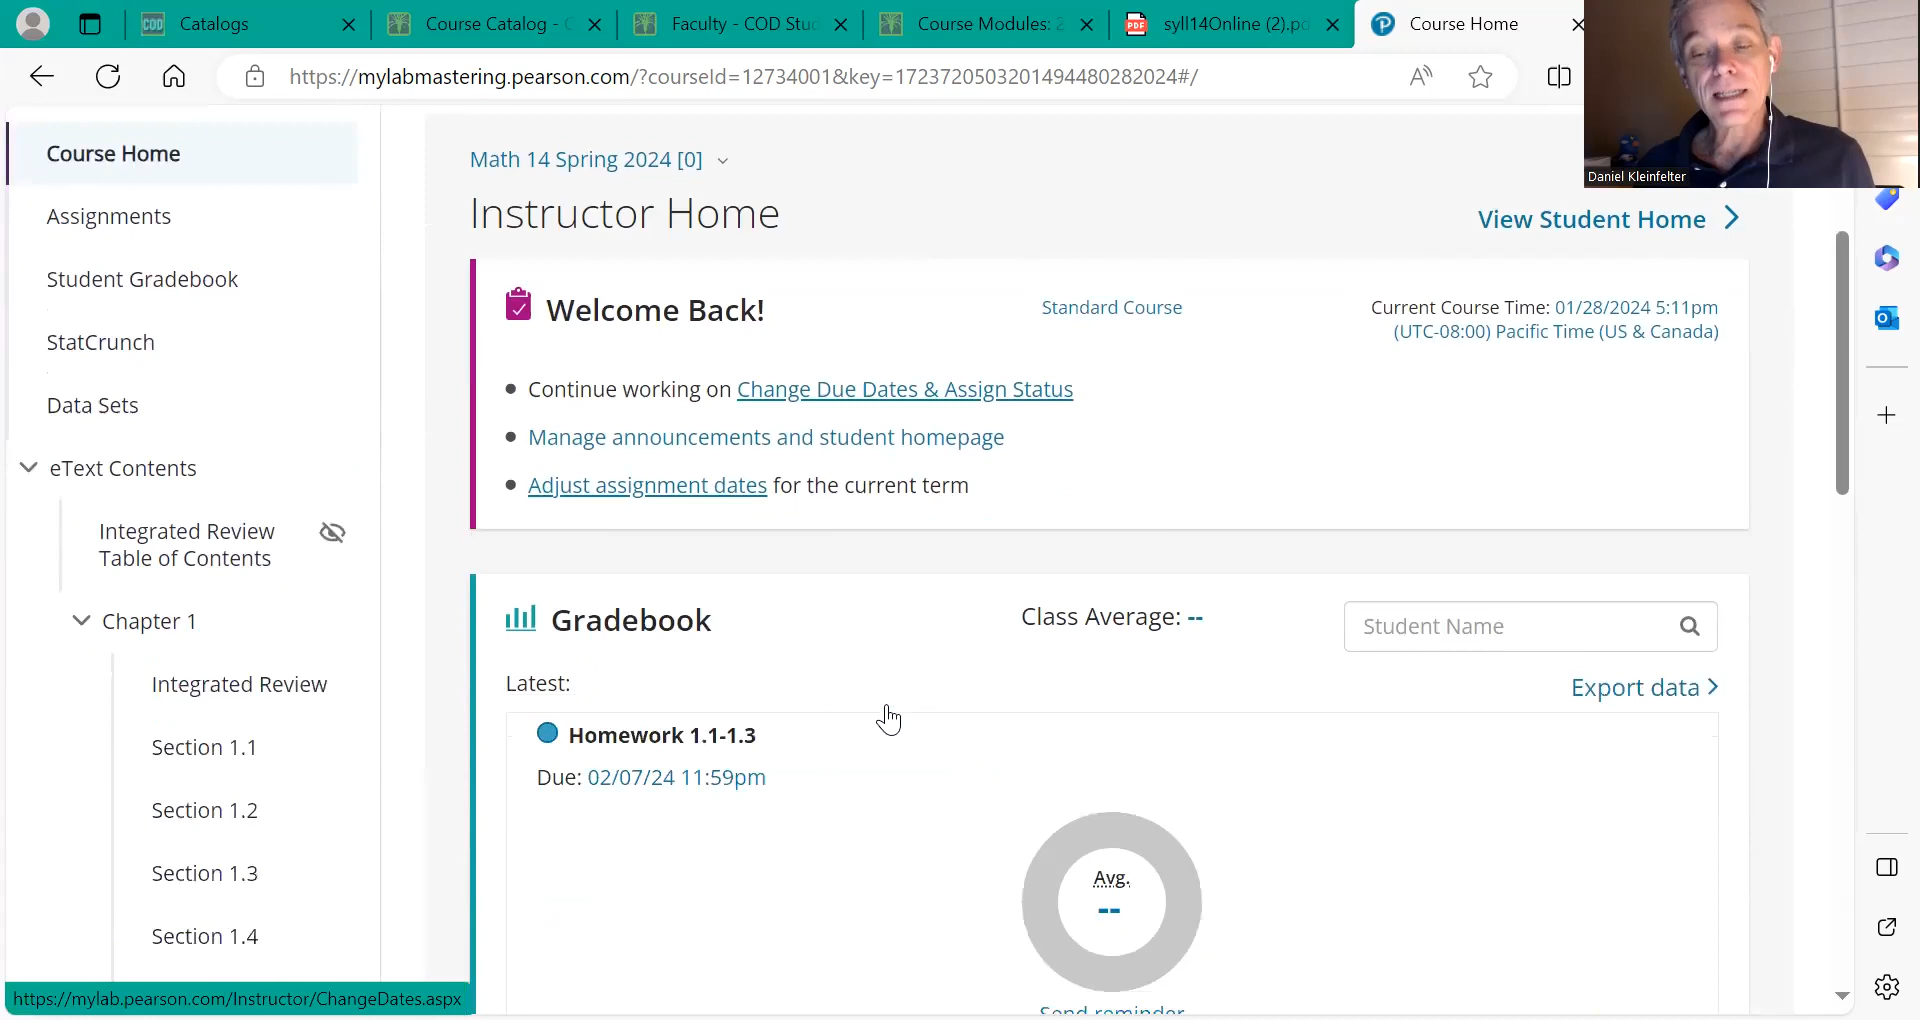 Catalogs
Course Catalog -
Faculty - COD Stu
Course Modules: 2
PDF
syll14Online (2).pd
Course Home
https://mylabmastering.pearson.com/?courseId=12734001&key=1723720503201494480282024#/
Daniel Kleinfelter
Course Home
Assignments
Student Gradebook
StatCrunch
Data Sets
eText Contents
Integrated Review
Table of Contents
Chapter 1
Integrated Review
Section 1.1
Section 1.2
Section 1.3
Section 1.4
https://mylab.pearson.com/Instructor/ChangeDates.aspx
Math 14 Spring 2024 [0]
Instructor Home
View Student Home
Welcome Back!
Standard Course
Current Course Time: 01/28/2024 5:11pm
(UTC-08:00) Pacific Time (US & Canada)
Continue working on Change Due Dates & Assign Status
Manage announcements and student homepage
Adjust assignment dates for the current term
Gradebook
Class Average: --
Student Name
Latest:
Export data
Homework 1.1-1.3
Due: 02/07/24 11:59pm
Avg.
--
Send reminder